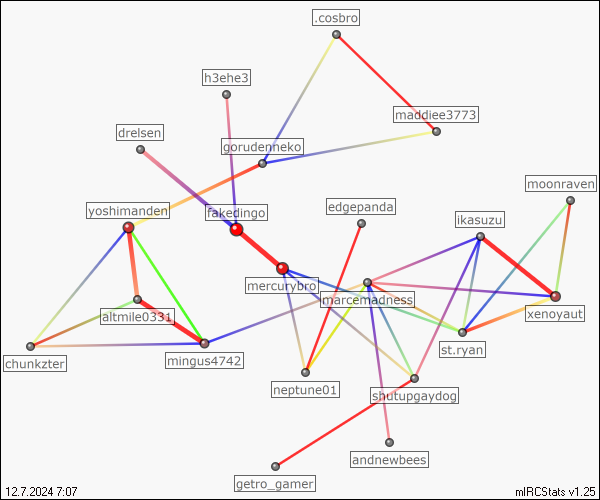 .cosbro
h3ehe3
maddiee3773
drelsen
gorudenneko
moonraven
yoshimanden
fakedingo
edgepanda
ikasuzu
mercurybro
marcemadness
altmile0331
xenoyaut
st.ryan
chunkzter
mingus4742
neptune01
shutupgaydog
andnewbees
getro_gamer
12.7.2024 7:07
mIRCStats v1.25